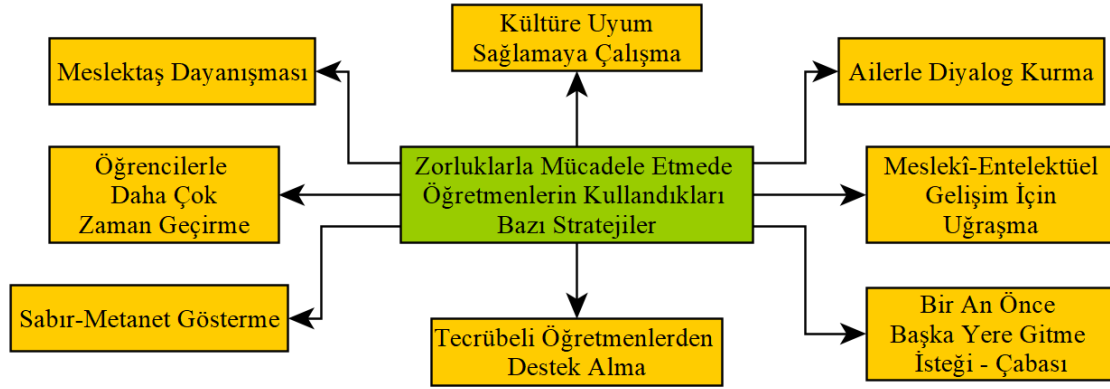 Kültüre Uyum
Sağlamaya Çalışma
Meslektaş Dayanışması
Ailerle Diyalog Kurma
Öğrencilerle
Daha Çok
Zaman Geçirme
Zorluklarla Mücadele Etmede
Öğretmenlerin Kullandıkları
Bazı Stratejiler
Meslekî-Entelektüel
Gelişim İçin
Uğraşma
Sabır-Metanet Gösterme
Tecrübeli Öğretmenlerden
Destek Alma
Bir An Önce
Başka Yere Gitme
İsteği - Çabası